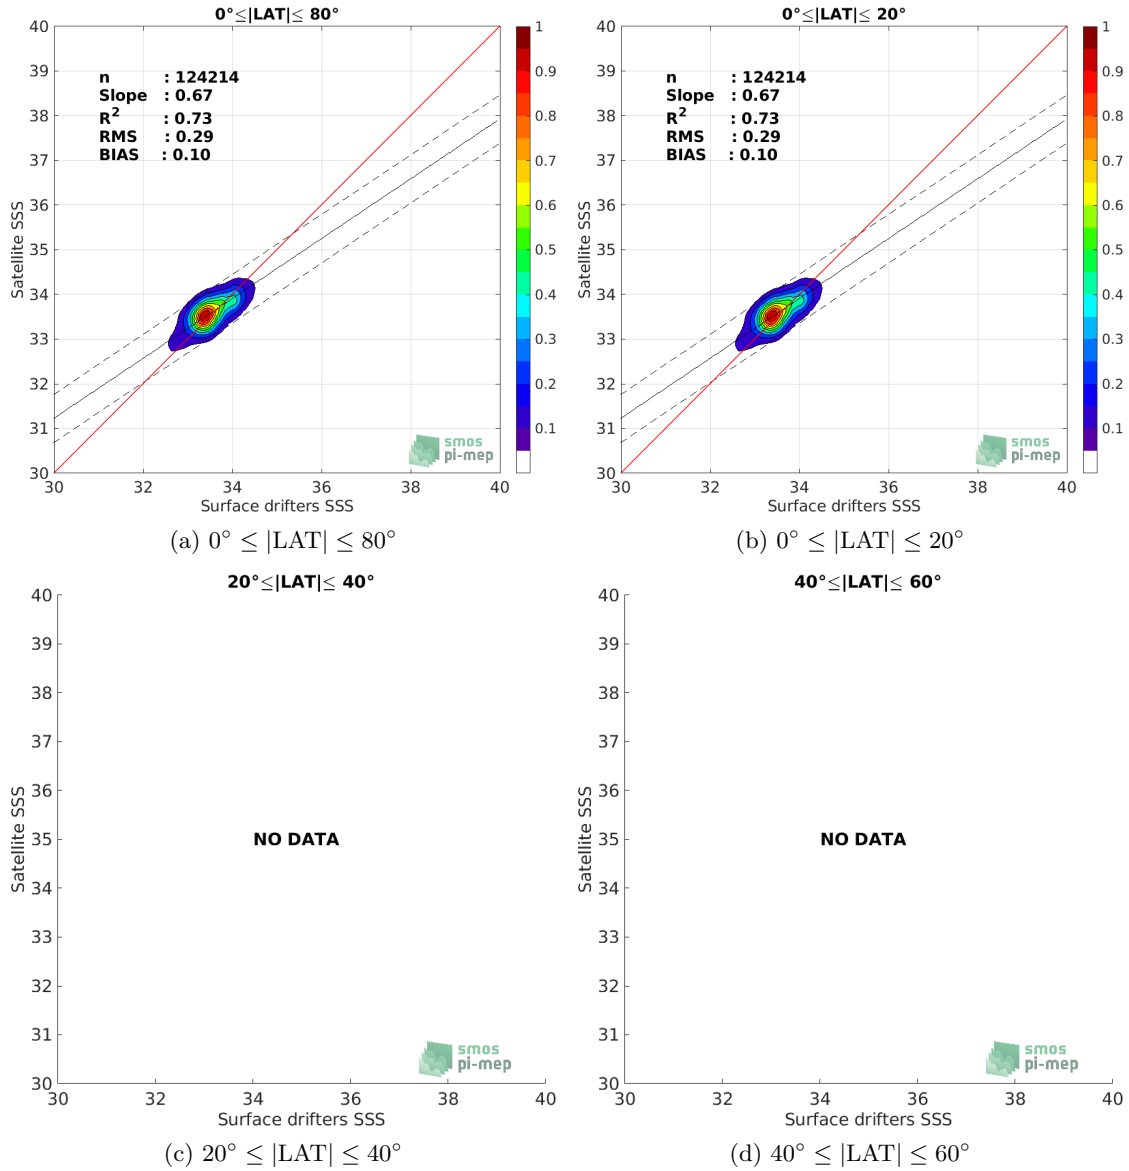 0°≤|LAT|≤ 80°
n : 124214
Slope : 0.67
R2 : 0.73
RMS : 0.29
BIAS : 0.10
40
39
38
37
36
35
34
33
32
31
30
Satellite SSS
30 32 34 36 38 40
Surface drifters SSS
1
0.9
0.8
0.7
0.6
0.5
0.4
0.3
0.2
0.1
smos
pi-mep
(a) 0° ≤ |LAT| ≤ 80°
0°≤|LAT|≤ 20°
n : 124214
Slope : 0.67
R2 : 0.73
RMS : 0.29
BIAS : 0.10
40
39
38
37
36
35
34
33
32
31
30
Satellite SSS
30 32 34 36 38 40
Surface drifters SSS
1
0.9
0.8
0.7
0.6
0.5
0.4
0.3
0.2
0.1
smos
pi-mep
(b) 0° ≤ |LAT| ≤ 20°
20°≤|LAT|≤ 40°
40
39
38
37
36
35
34
33
32
31
30
Satellite SSS
NO DATA
30 32 34 36 38 40
Surface drifters SSS
smos
pi-mep
(c) 20° ≤ |LAT| ≤ 40°
40°≤|LAT|≤ 60°
40
39
38
37
36
35
34
33
32
31
30
Satellite SSS
NO DATA
30 32 34 36 38 40
Surface drifters SSS
smos
pi-mep
(d) 40° ≤ |LAT| ≤ 60°